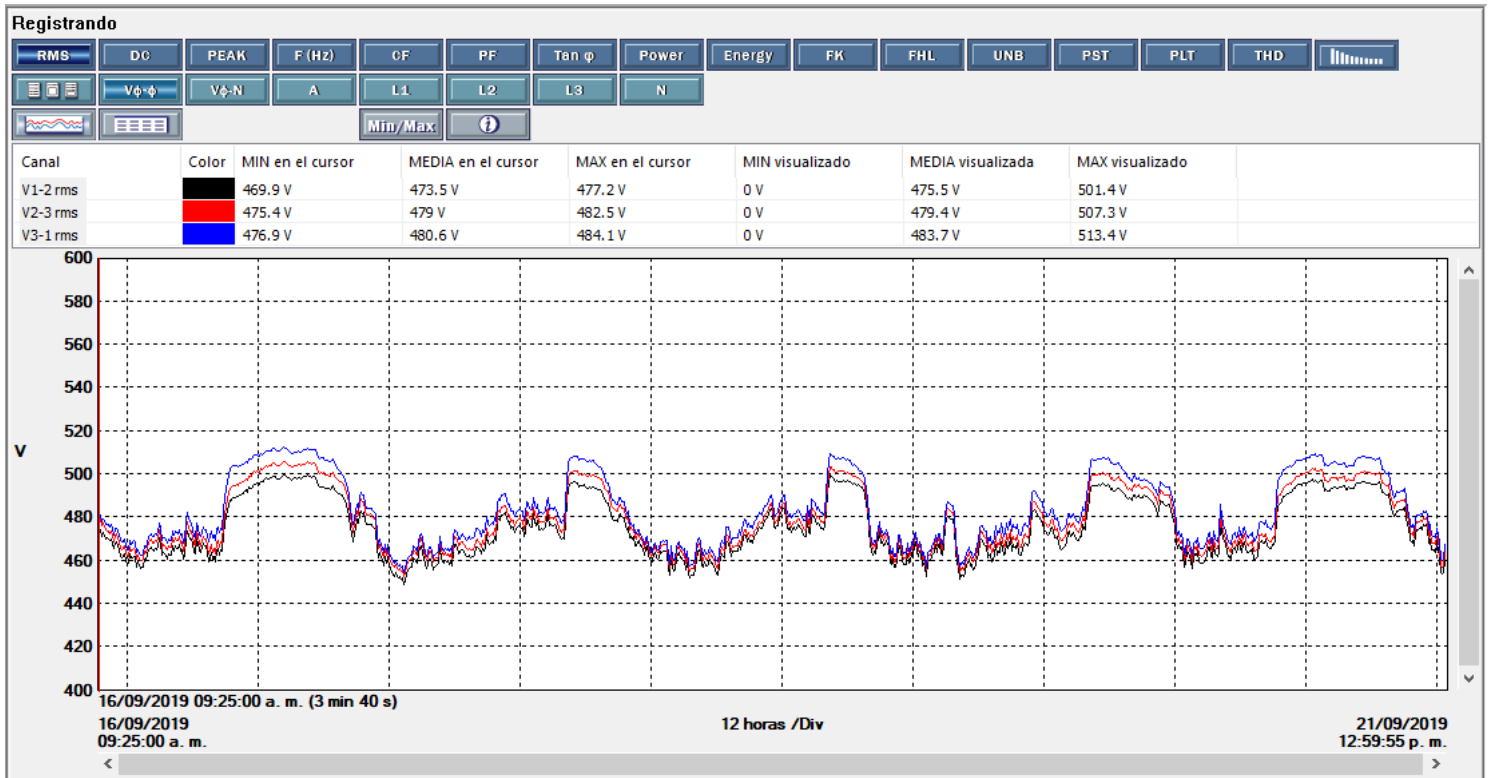 Registrando
RMS DC PEAK F (Hz) CF PF Tan φ Power Energy FK FHL UNB PST PLT THD
Vϕ-ϕ Vϕ-N A L1 L2 L3 N
Min/Max i
Canal Color MIN en el cursor MEDIA en el cursor MAX en el cursor MIN visualizado MEDIA visualizada MAX visualizado
V1-2 rms 469.9 V 473.5 V 477.2 V 0 V 475.5 V 501.4 V
V2-3 rms 475.4 V 479 V 482.5 V 0 V 479.4 V 507.3 V
V3-1 rms 476.9 V 480.6 V 484.1 V 0 V 483.7 V 513.4 V
600
580
560
540
520
V
500
480
460
440
420
400
16/09/2019 09:25:00 a. m. (3 min 40 s)
16/09/2019 12 horas /Div 21/09/2019
09:25:00 a. m. 12:59:55 p. m.